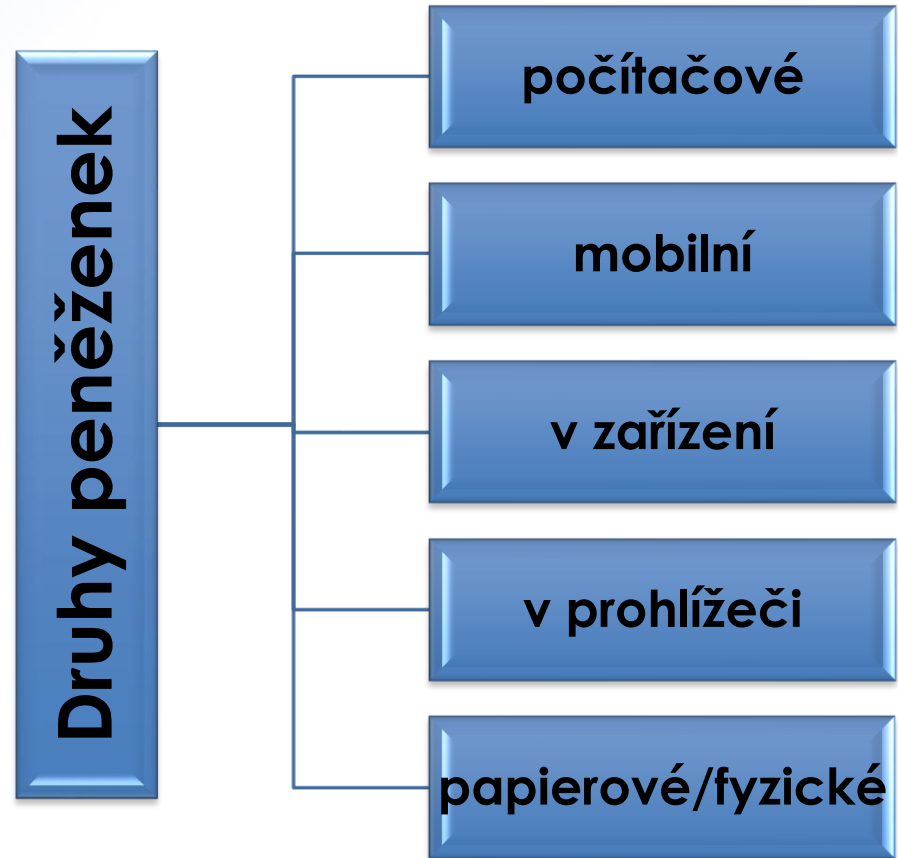 Druhy peněženek
počítačové
mobilní
v zařízení
v prohlížeči
papierové/fyzické